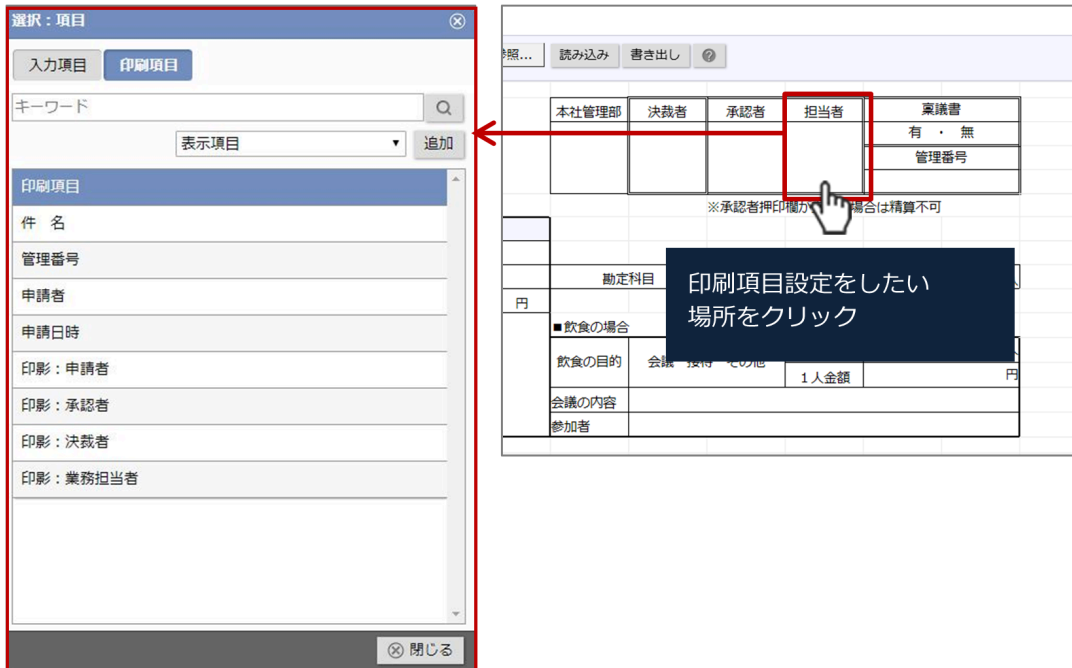 選択：項目
入力項目 印刷項目
キーワード
表示項目 追加
印刷項目
件 名
管理番号
申請者
申請日時
印影：申請者
印影：承認者
印影：決裁者
印影：業務担当者
閉じる
照... 読み込み 書き出し
本社管理部 決裁者 承認者 担当者 稟議書
有 ・ 無
管理番号
※承認者押印欄が 場合は精算不可
勘定科目
円
■飲食の場合
飲食の目的 会議 接待 その他
１人金額 円
会議の内容
参加者
印刷項目設定をしたい
場所をクリック